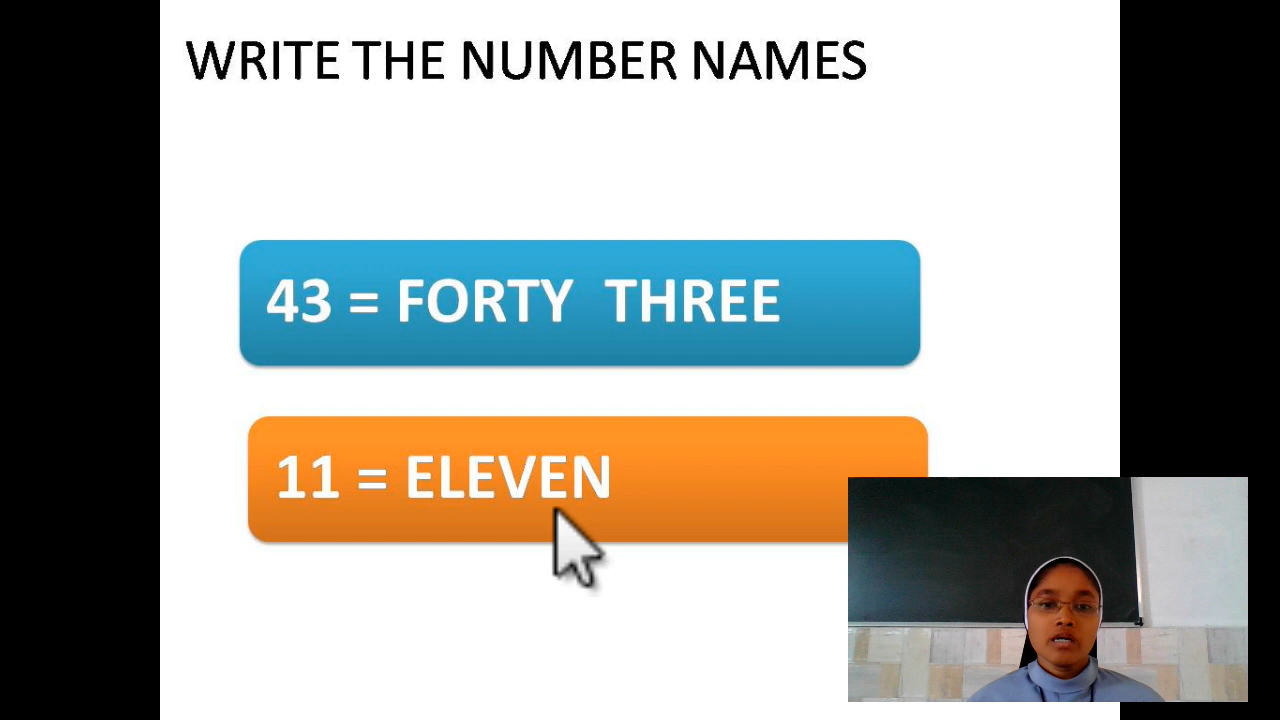 WRITE THE NUMBER NAMES
43 = FORTY THREE
11 = ELEVEN